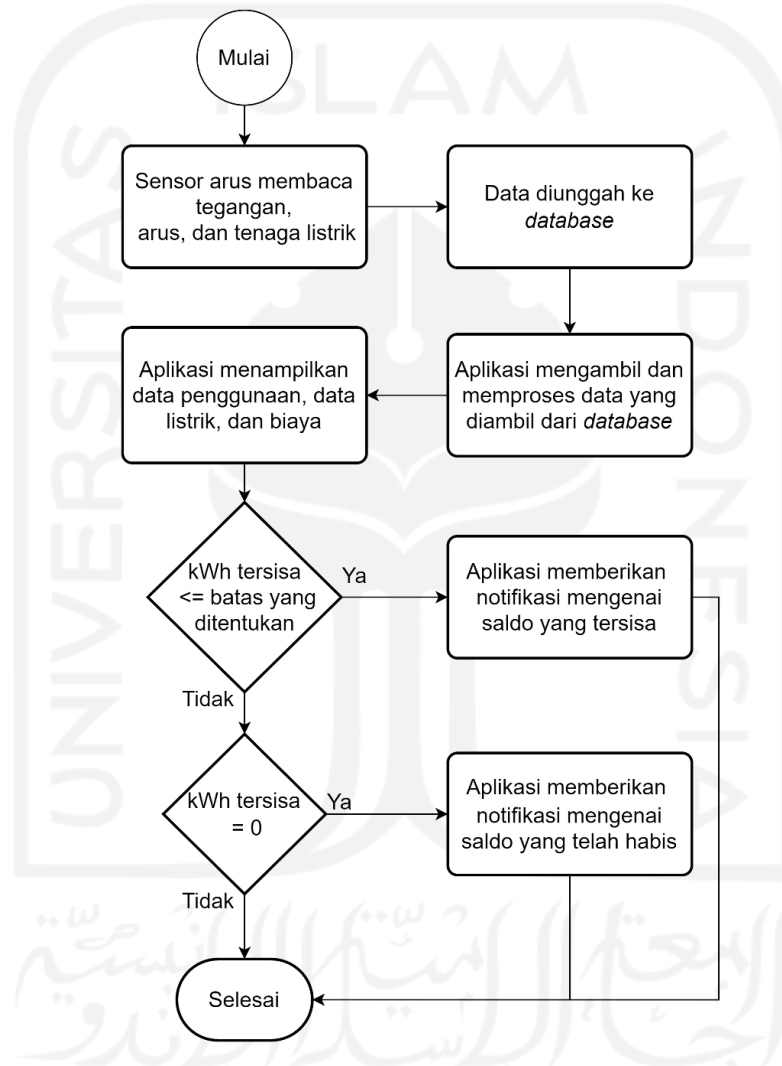 Mulai
Sensor arus membaca
tegangan,
arus, dan tenaga listrik
Data diunggah ke
database
Aplikasi mengambil dan
memproses data yang
diambil dari database
Aplikasi menampilkan
data penggunaan, data
listrik, dan biaya
kWh tersisa
<= batas yang
ditentukan
Ya
Aplikasi memberikan
notifikasi mengenai
saldo yang tersisa
Tidak
kWh tersisa
= 0
Ya
Aplikasi memberikan
notifikasi mengenai
saldo yang telah habis
Tidak
Selesai
UNIVERSITAS
ISLAM
INDONESIA